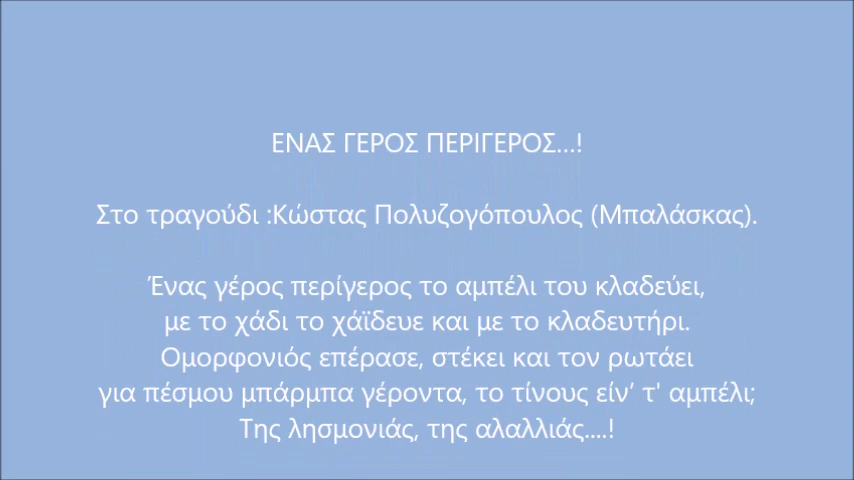 ΕΝΑΣ ΓΕΡΟΣ ΠΕΡΙΓΕΡΟΣ...!
Στο τραγούδι :Κώστας Πολυζογόπουλος (Μπαλάσκας).
Ένας γέρος περίγερος το αμπέλι του κλαδεύει,
με το χάδι το χάϊδευε και με το κλαδευτήρι.
Ομορφονιός επέρασε, στέκει και τον ρωτάει
για πέσμου μπάρμπα γέροντα, το τίνους είν’ τ' αμπέλι;
Της λησμονιάς, της αλαλλιάς....!